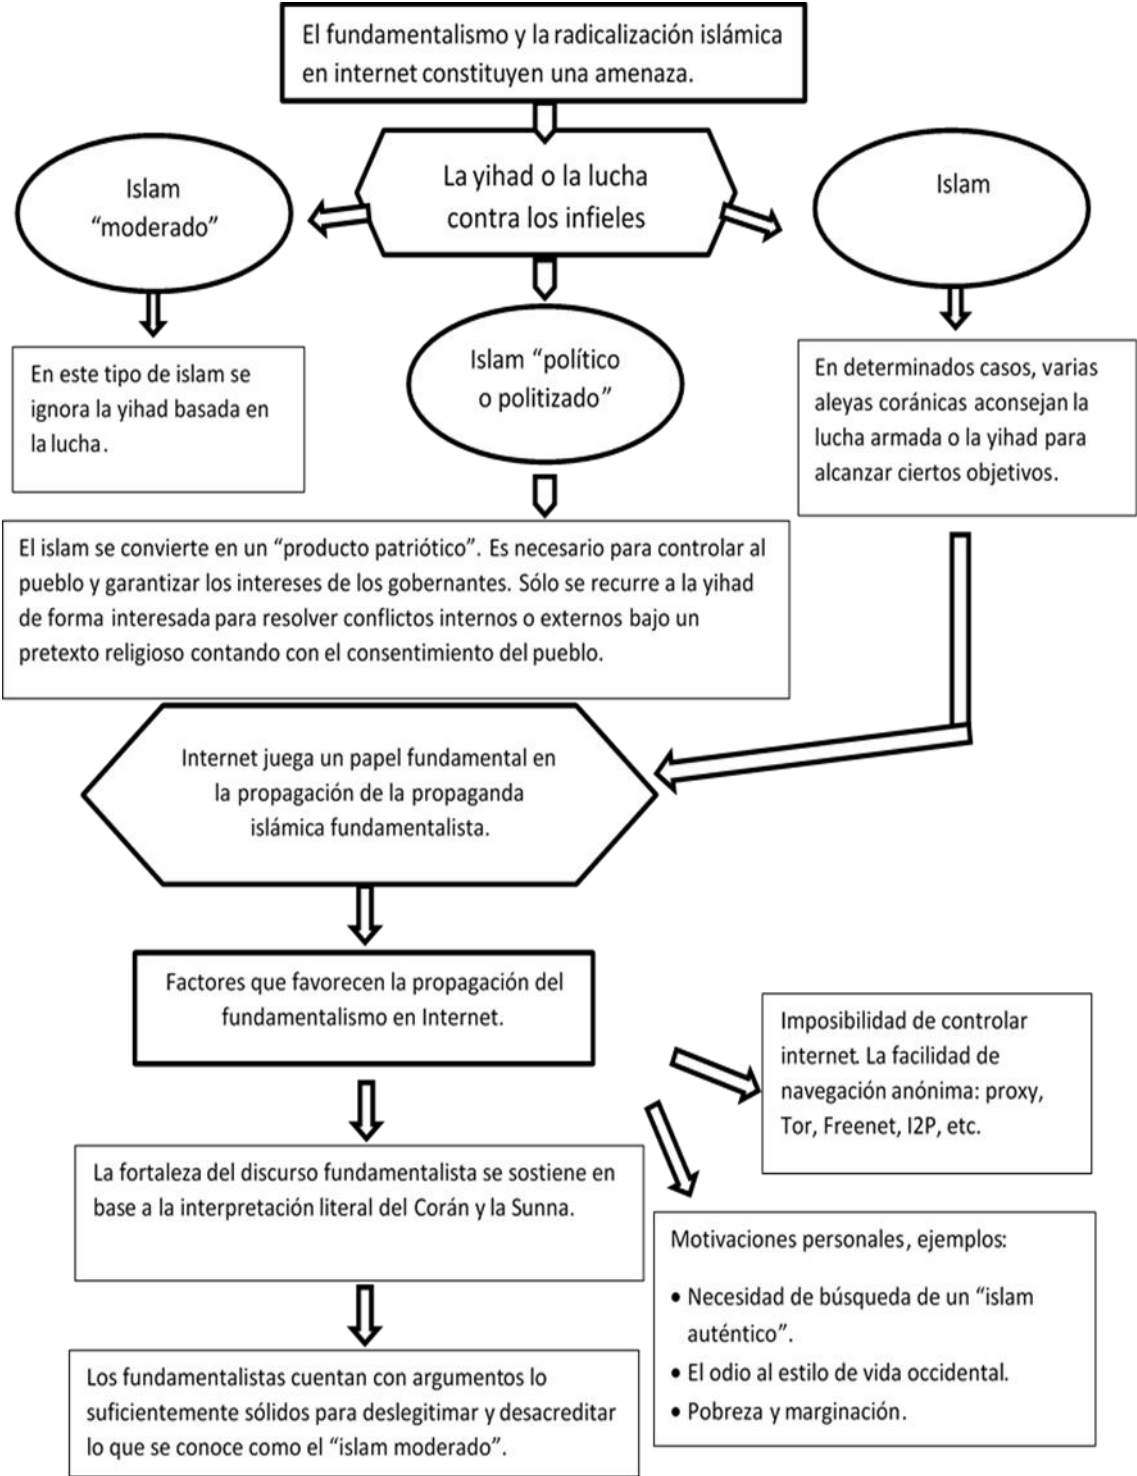 El fundamentalismo y la radicalización islámica
en internet constituyen una amenaza.
La yihad o la lucha
contra los infieles
Islam
“moderado”
Islam
Islam “político
o politizado”
En este tipo de islam se
ignora la yihad basada en
la lucha.
En determinados casos, varias
aleyas coránicas aconsejan la
lucha armada o la yihad para
alcanzar ciertos objetivos.
El islam se convierte en un “producto patriótico”. Es necesario para controlar al
pueblo y garantizar los intereses de los gobernantes. Sólo se recurre a la yihad
de forma interesada para resolver conflictos internos o externos bajo un
pretexto religioso contando con el consentimiento del pueblo.
Internet juega un papel fundamental en
la propagación de la propaganda
islámica fundamentalista.
Factores que favorecen la propagación del
fundamentalismo en Internet.
Imposibilidad de controlar
internet. La facilidad de
navegación anónima: proxy,
Tor, Freenet, I2P, etc.
La fortaleza del discurso fundamentalista se sostiene en
base a la interpretación literal del Corán y la Sunna.
Motivaciones personales, ejemplos:
• Necesidad de búsqueda de un “islam
auténtico”.
• El odio al estilo de vida occidental.
• Pobreza y marginación.
Los fundamentalistas cuentan con argumentos lo
suficientemente sólidos para deslegitimar y desacreditar
lo que se conoce como el “islam moderado”.